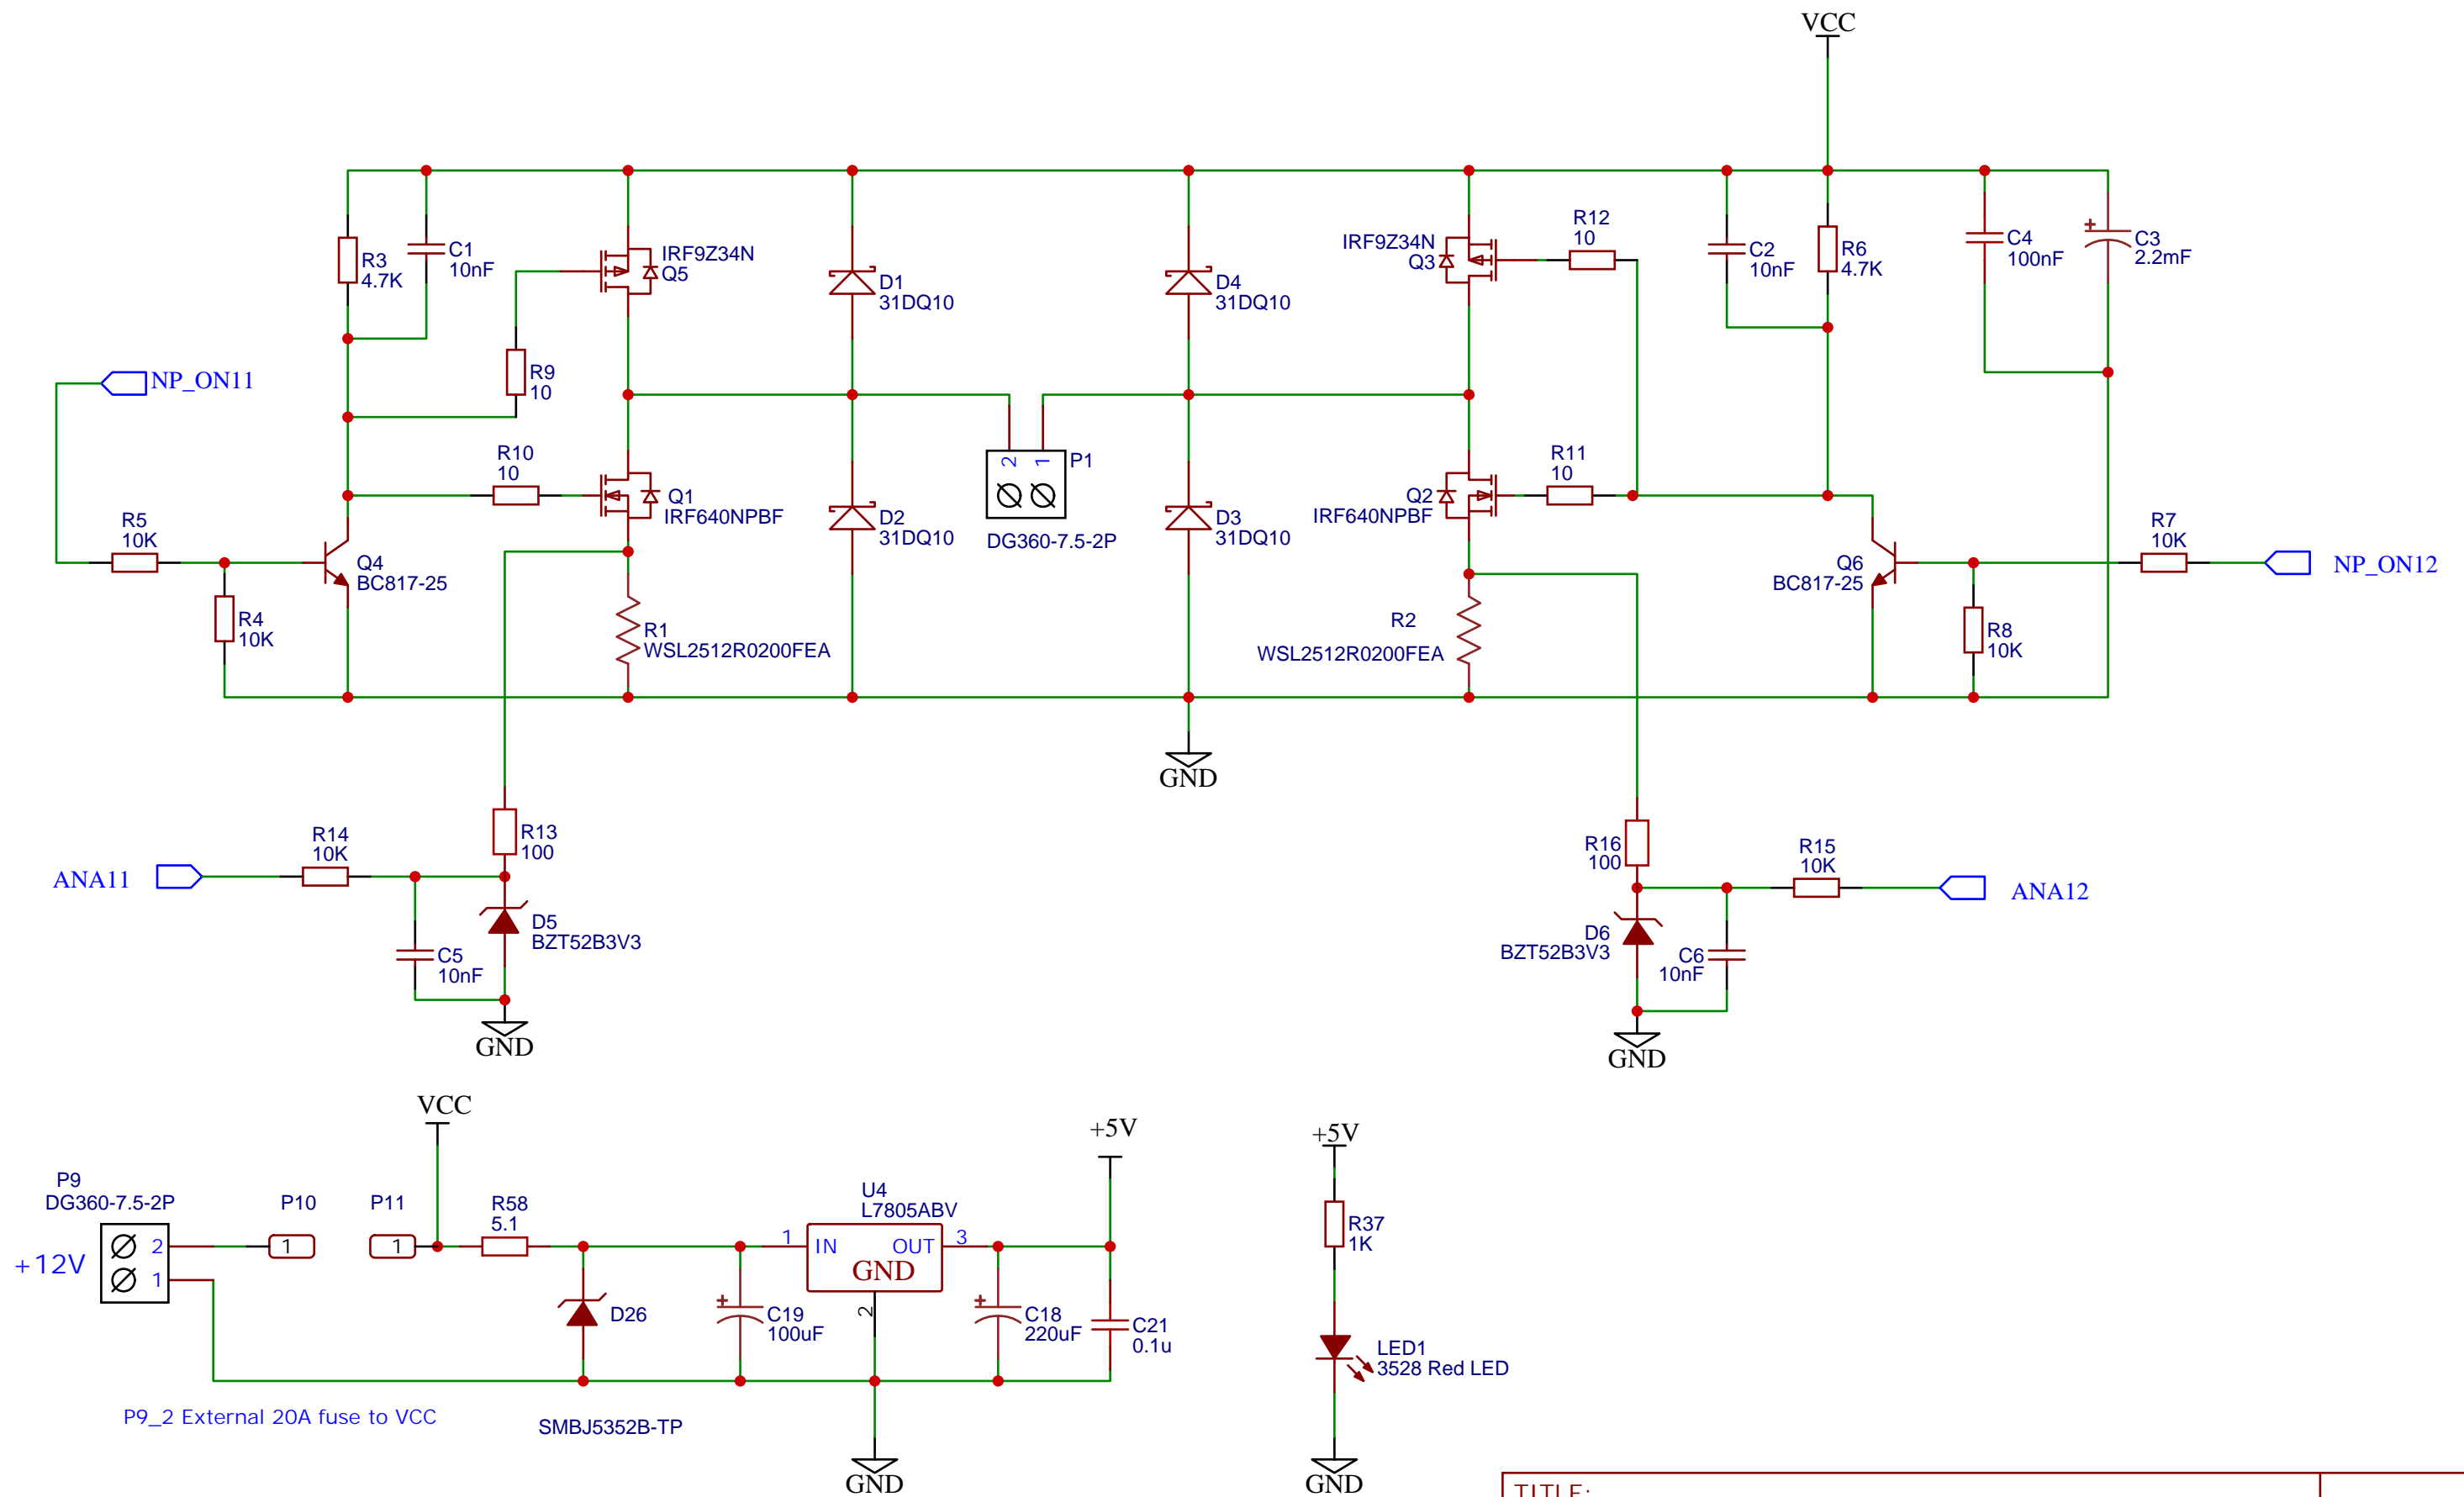 VCC
R3
4.7K
C1
10nF
IRF9Z34N
Q5
D1
31DQ10
D4
31DQ10
IRF9Z34N
Q3
R12
10
C2
10nF
R6
4.7K
C4
100nF
+
C3
2.2mF
NP_ON11
R9
10
R10
10
Q1
IRF640NPBF
D2
31DQ10
2
1
P1
DG360-7.5-2P
D3
31DQ10
Q2
IRF640NPBF
R11
10
R5
10K
Q4
BC817-25
R4
10K
R1
WSL2512R0200FEA
R2
WSL2512R0200FEA
Q6
BC817-25
R7
10K
NP_ON12
R8
10K
GND
ANA11
R14
10K
R13
100
D5
BZT52B3V3
C5
10nF
GND
R16
100
R15
10K
ANA12
D6
BZT52B3V3
C6
10nF
GND
VCC
P9
DG360-7.5-2P
+12V
2
1
P10
1
P11
1
R58
5.1
D26
SMBJ5352B-TP
+
C19
100uF
U4
L7805ABV
1
IN
OUT
3
GND
2
+
C18
220uF
C21
0.1u
+5V
GND
P9_2 External 20A fuse to VCC
+5V
R37
1K
LED1
3528 Red LED
GND
TITLE: